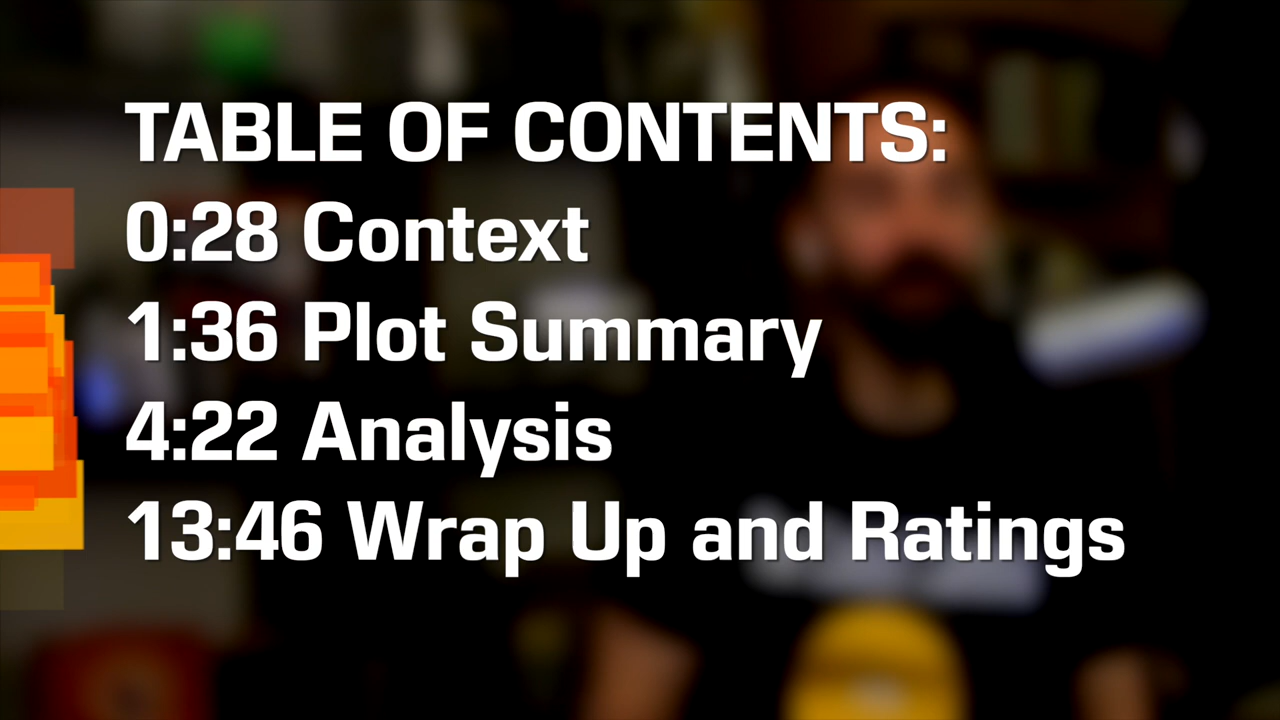 TABLE OF CONTENTS:
0:28 Context
1:36 Plot Summary
4:22 Analysis
13:46 Wrap Up and Ratings